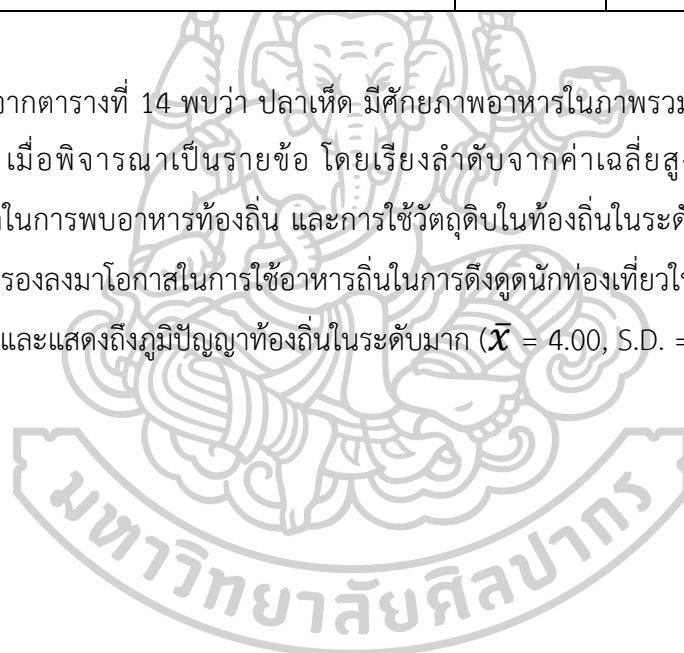 จากตารางที่ 14 พบว่า ปลาเห็ด มีศักยภาพอาหารในภาพรวม
เมื่อพิจารณาเป็นรายข้อ โดยเรียงลำดับจากค่าเฉลี่ยสูง
ในการพบอาหารท้องถิ่น และการใช้วัตถุดิบในท้องถิ่นในระดับ
รองลงมาโอกาสในการใช้อาหารถิ่นในการดึงดูดนักท่องเที่ยวใน
และแสดงถึงภูมิปัญญาท้องถิ่นในระดับมาก (x̄ = 4.00, S.D. =
มหาวิทยาลัยศิลปากร